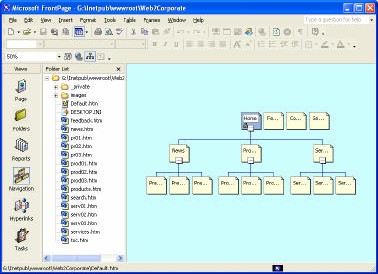 Microsoft FrontPage - G:\Inetpub\wwwroot\Web2Corporate
File Edit View Insert Format Tools Table Frames Window Help
Type a question for help
50%
Views
Folder List
Page
Folders
Reports
Navigation
Hyperlinks
Tasks
G:\Inetpub\wwwroot\Web2
_private
images
Default.htm
DESKTOP.INI
feedback.htm
news.htm
pr01.htm
pr02.htm
pr03.htm
prod01.htm
prod02.htm
prod03.htm
products.htm
search.htm
serv01.htm
serv02.htm
serv03.htm
services.htm
toc.htm
Home Fe... Co... Se...
News Pro... Ser...
Pre... Pre... Pre... Pro... Pro... Pro... Ser... Ser... Ser...
G:\Inetpub\wwwroot\Web2Corporate\Default.htm